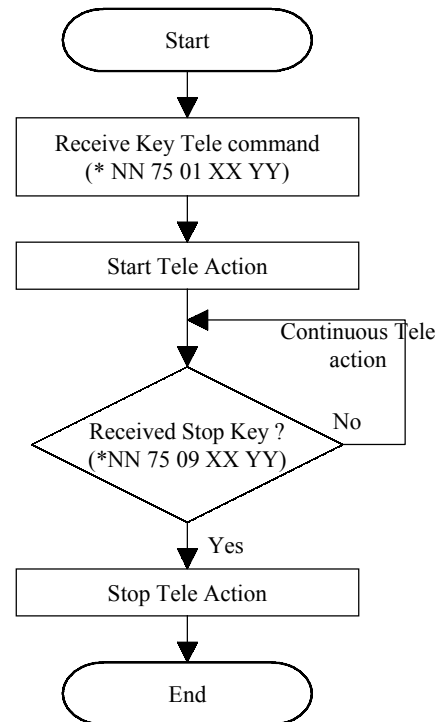 Start
Receive Key Tele command
(* NN 75 01 XX YY)
Start Tele Action
Continuous Tele
action
Received Stop Key ?
(*NN 75 09 XX YY)
No
Yes
Stop Tele Action
End